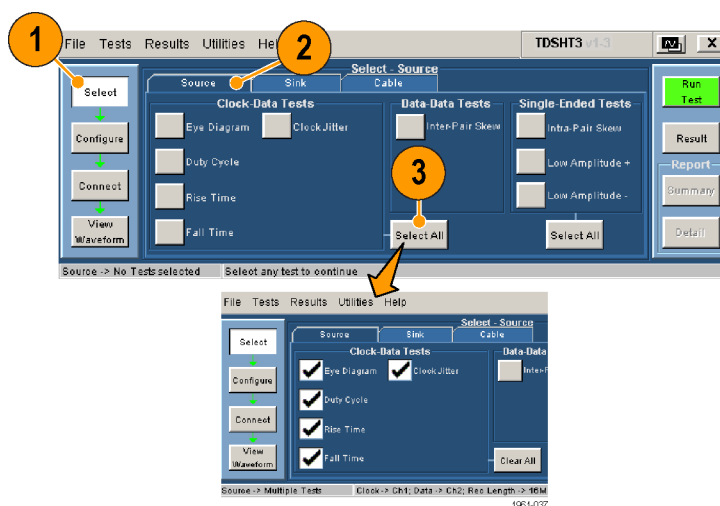 1
2
3
File Tests Results Utilities Hel
TDSHT3 v1.3
X
Select - Source
Source Sink Cable
Select
Configure
Connect
View
Waveform
Clock-Data Tests
Eye Diagram Clock Jitter
Duty Cycle
Rise Time
Fall Time
Data-Data Tests
Inter-Pair Skew
Select All
Single-Ended Tests
Intra-Pair Skew
Low Amplitude +
Low Amplitude -
Select All
Run
Test
Result
Report
Summary
Detail
Source -> No Tests selected Select any test to continue
File Tests Results Utilities Help
Select - Source
Source Sink Cable
Select
Configure
Connect
View
Waveform
Clock-Data Tests
Eye Diagram Clock Jitter
Duty Cycle
Rise Time
Fall Time
Data-Data
Inter-P
Clear All
Source -> Multiple Tests Clock-> Ch1; Data -> Ch2; Rec Length -> 16M
1961-037